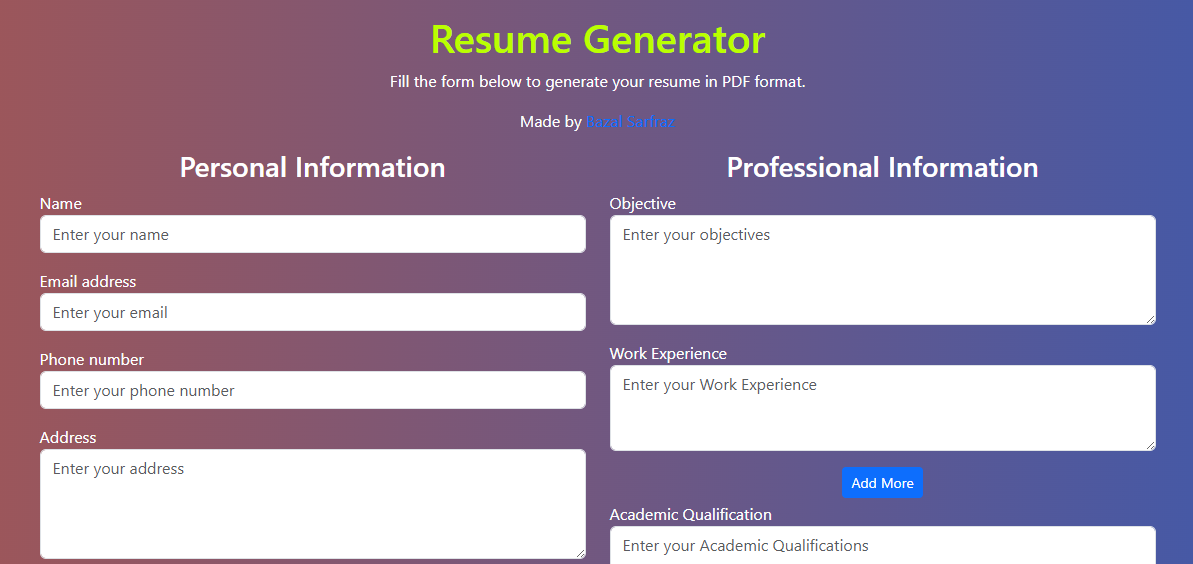 Resume Generator
Fill the form below to generate your resume in PDF format.
Made by
Personal Information
Name
Enter your name
Email address
Enter your email
Phone number
Enter your phone number
Address
Enter your address
Professional Information
Objective
Enter your objectives
Work Experience
Enter your Work Experience
Add More
Academic Qualification
Enter your Academic Qualifications